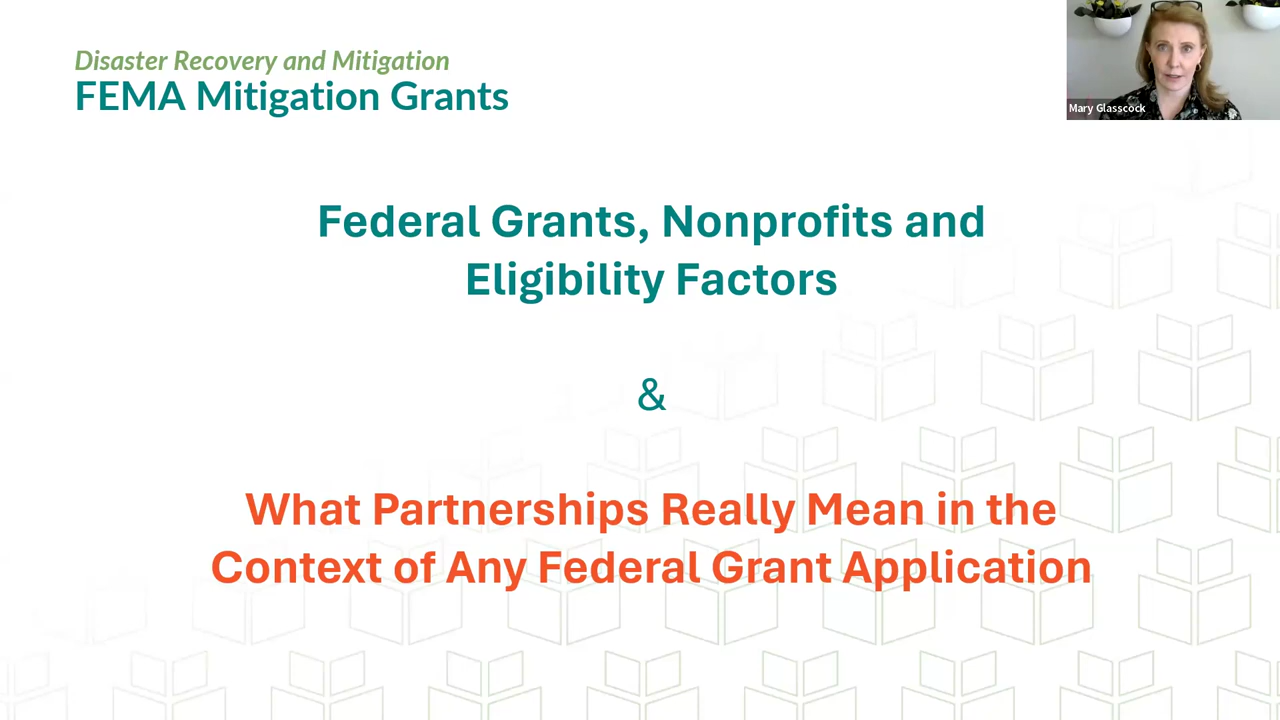 Disaster Recovery and Mitigation
FEMA Mitigation Grants
Mary Glasscock
Federal Grants, Nonprofits and
Eligibility Factors
&
What Partnerships Really Mean in the
Context of Any Federal Grant Application